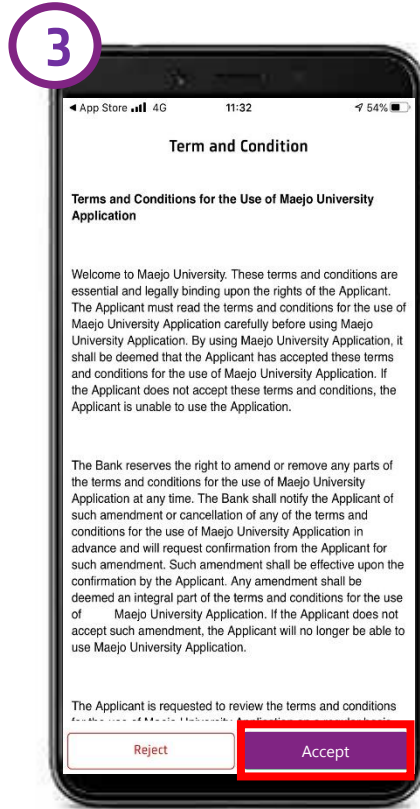 3
App Store 4G 11:32 54%
Term and Condition
Terms and Conditions for the Use of Maejo University
Application
Welcome to Maejo University. These terms and conditions are
essential and legally binding upon the rights of the Applicant.
The Applicant must read the terms and conditions for the use of
Maejo University Application carefully before using Maejo
University Application. By using Maejo University Application, it
shall be deemed that the Applicant has accepted these terms
and conditions for the use of Maejo University Application. If
the Applicant does not accept these terms and conditions, the
Applicant is unable to use the Application.
The Bank reserves the right to amend or remove any parts of
the terms and conditions for the use of Maejo University
Application at any time. The Bank shall notify the Applicant of
such amendment or cancellation of any of the terms and
conditions for the use of Maejo University Application in
advance and will request confirmation from the Applicant for
such amendment. Such amendment shall be effective upon the
confirmation by the Applicant. Any amendment shall be
deemed an integral part of the terms and conditions for the use
of Maejo University Application. If the Applicant does not
accept such amendment, the Applicant will no longer be able to
use Maejo University Application.
The Applicant is requested to review the terms and conditions
Reject Accept